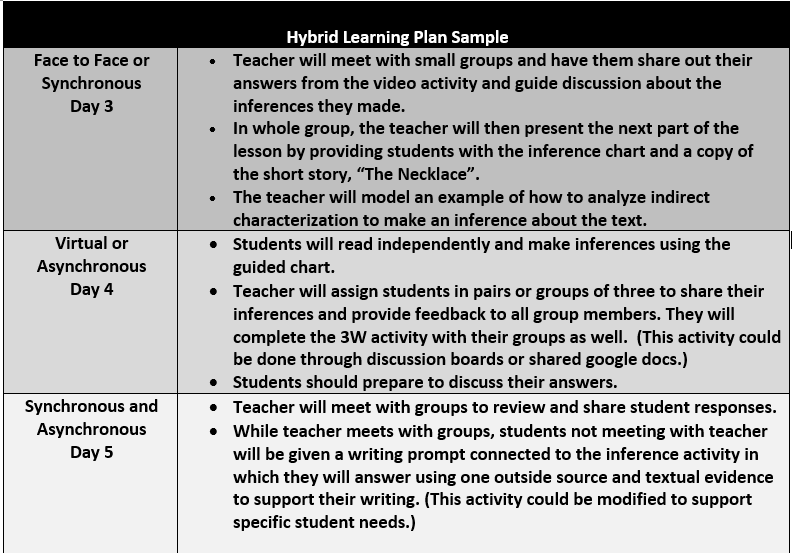 Hybrid Learning Plan Sample
Face to Face or
Synchronous
Day 3
• Teacher will meet with small groups and have them share out their
answers from the video activity and guide discussion about the
inferences they made.
• In whole group, the teacher will then present the next part of the
lesson by providing students with the inference chart and a copy of
the short story, “The Necklace”.
• The teacher will model an example of how to analyze indirect
characterization to make an inference about the text.
Virtual or
Asynchronous
Day 4
• Students will read independently and make inferences using the
guided chart.
• Teacher will assign students in pairs or groups of three to share their
inferences and provide feedback to all group members. They will
complete the 3W activity with their groups as well.  (This activity could
be done through discussion boards or shared google docs.)
• Students should prepare to discuss their answers.
Synchronous and
Asynchronous
Day 5
• Teacher will meet with groups to review and share student responses.
• While teacher meets with groups, students not meeting with teacher
will be given a writing prompt connected to the inference activity in
which they will answer using one outside source and textual evidence
to support their writing. (This activity could be modified to support
specific student needs.)